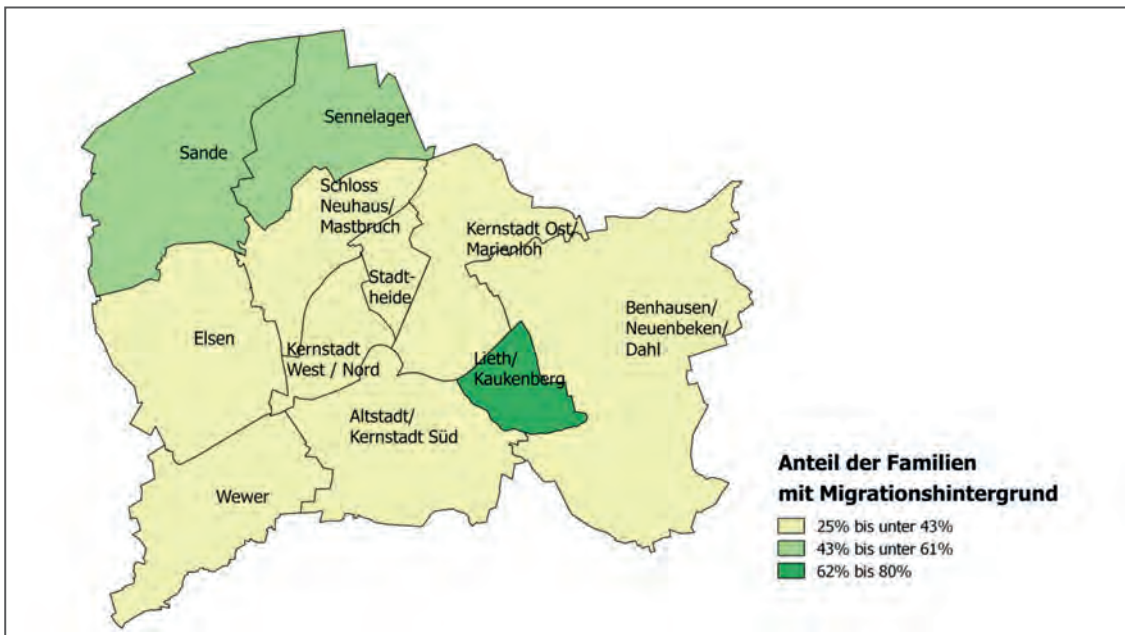 Sennelager
Sande
Schloss
Neuhaus/
Mastbruch
Kernstadt Ost/
Marienloh
Stadt-
heide
Benhausen/
Neuenbeken/
Dahl
Elsen
Kernstadt
West / Nord
Lieth/
Kaukenberg
Altstadt/
Kernstadt Süd
Wewer
Anteil der Familien
mit Migrationshintergrund
25% bis unter 43%
43% bis unter 61%
62% bis 80%